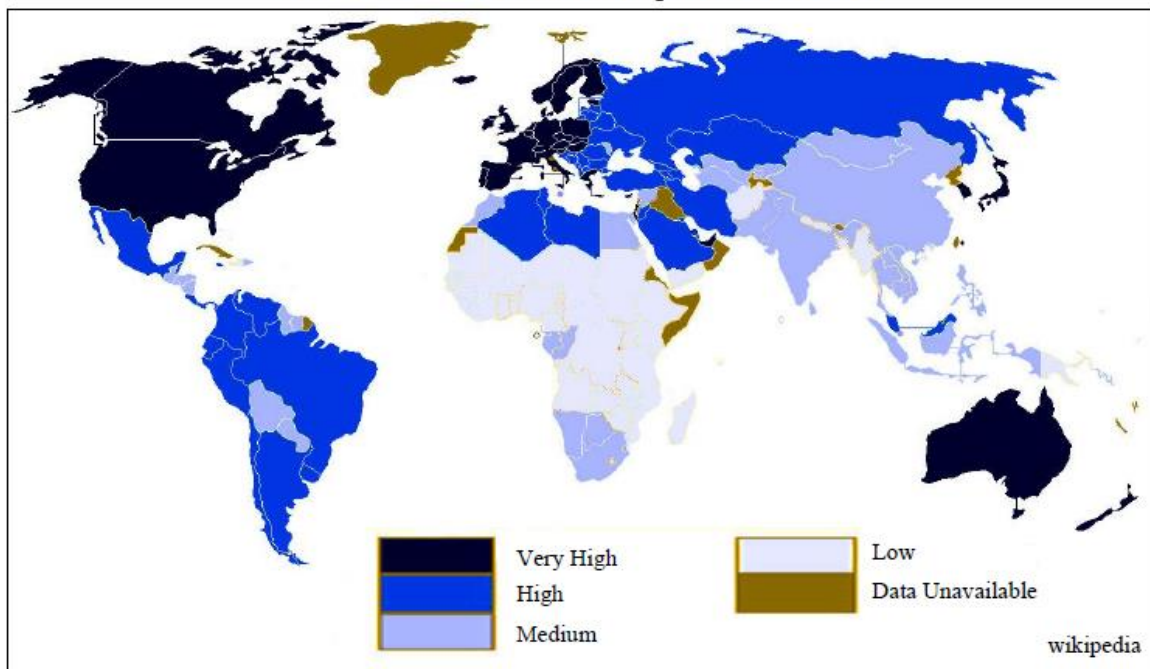 Very High
High
Medium
Low
Data Unavailable
wikipedia